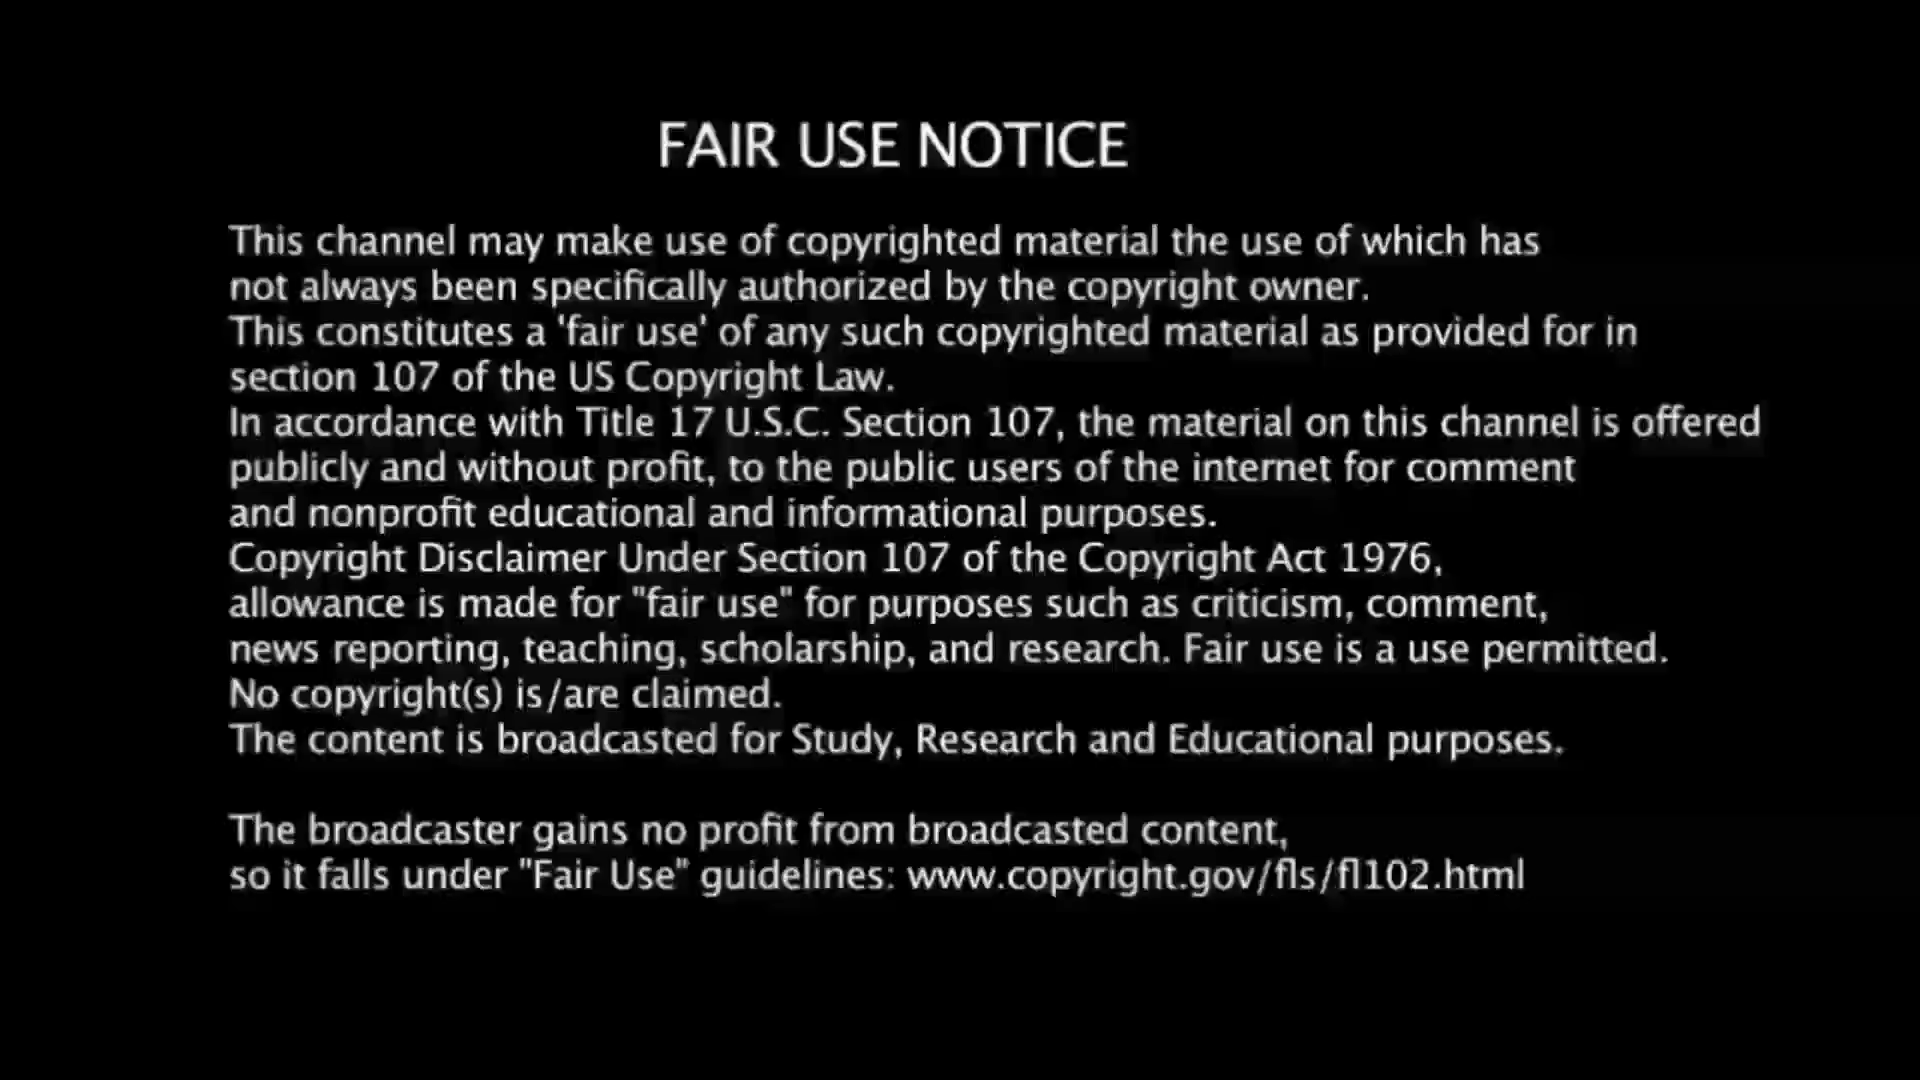 FAIR USE NOTICE
This channel may make use of copyrighted material the use of which has
not always been specifically authorized by the copyright owner.
This constitutes a 'fair use' of any such copyrighted material as provided for in
section 107 of the US Copyright Law.
In accordance with Title 17 U.S.C. Section 107, the material on this channel is offered
publicly and without profit, to the public users of the internet for comment
and nonprofit educational and informational purposes.
Copyright Disclaimer Under Section 107 of the Copyright Act 1976,
allowance is made for "fair use" for purposes such as criticism, comment,
news reporting, teaching, scholarship, and research. Fair use is a use permitted.
No copyright(s) is/are claimed.
The content is broadcasted for Study, Research and Educational purposes.
The broadcaster gains no profit from broadcasted content,
so it falls under "Fair Use" guidelines: www.copyright.gov/fls/fl102.html